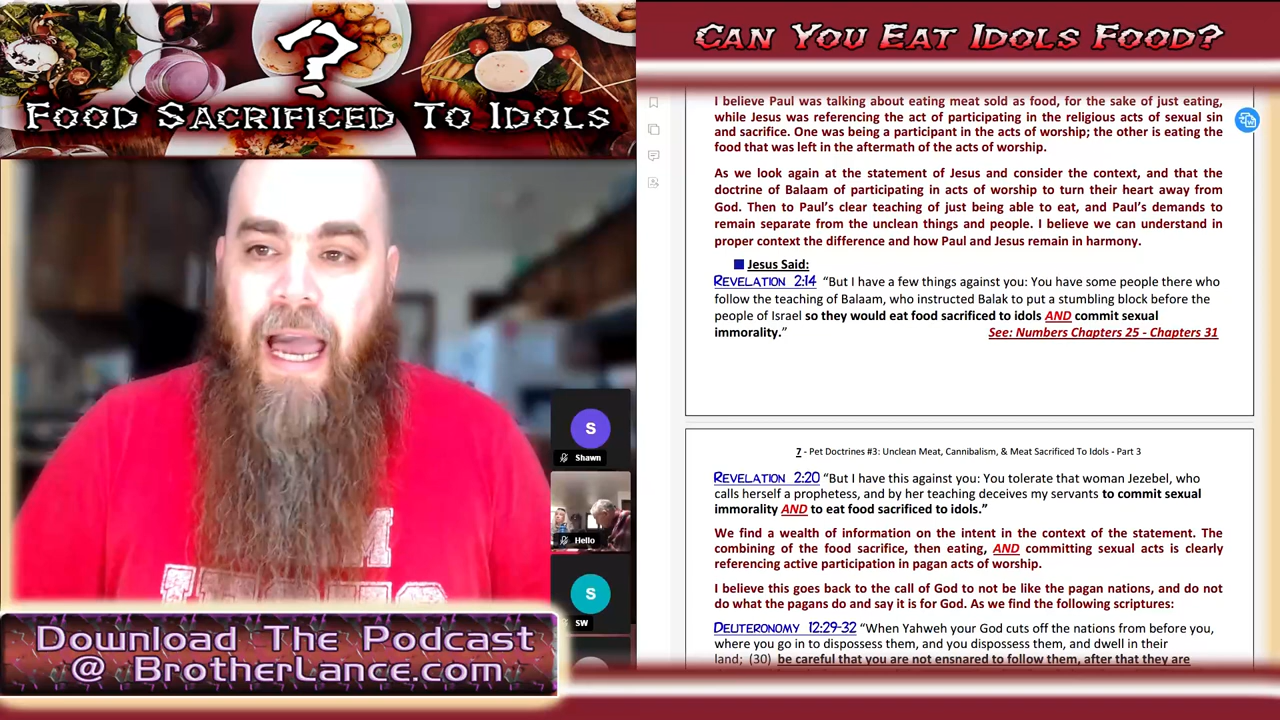 ?
Food Sacrificed To Idols
S
Shawn
Hello
S
SW
Download The Podcast
@ BrotherLance.com
Can You Eat Idols Food?
I believe Paul was talking about eating meat sold as food, for the sake of just eating,
while Jesus was referencing the act of participating in the religious acts of sexual sin
and sacrifice. One was being a participant in the acts of worship; the other is eating the
food that was left in the aftermath of the acts of worship.
As we look again at the statement of Jesus and consider the context, and that the
doctrine of Balaam of participating in acts of worship to turn their heart away from
God. Then to Paul's clear teaching of just being able to eat, and Paul's demands to
remain separate from the unclean things and people. I believe we can understand in
proper context the difference and how Paul and Jesus remain in harmony.
Jesus Said:
Revelation 2:14 “But I have a few things against you: You have some people there who
follow the teaching of Balaam, who instructed Balak to put a stumbling block before the
people of Israel so they would eat food sacrificed to idols AND commit sexual
immorality.” See: Numbers Chapters 25 - Chapters 31
7 - Pet Doctrines #3: Unclean Meat, Cannibalism, & Meat Sacrificed To Idols - Part 3
Revelation 2:20 “But I have this against you: You tolerate that woman Jezebel, who
calls herself a prophetess, and by her teaching deceives my servants to commit sexual
immorality AND to eat food sacrificed to idols.”
We find a wealth of information on the intent in the context of the statement. The
combining of the food sacrifice, then eating, AND committing sexual acts is clearly
referencing active participation in pagan acts of worship.
I believe this goes back to the call of God to not be like the pagan nations, and do not
do what the pagans do and say it is for God. As we find the following scriptures:
Deuteronomy 12:29-32 “When Yahweh your God cuts off the nations from before you,
where you go in to dispossess them, and you dispossess them, and dwell in their
land; (30) be careful that you are not ensnared to follow them, after that they are